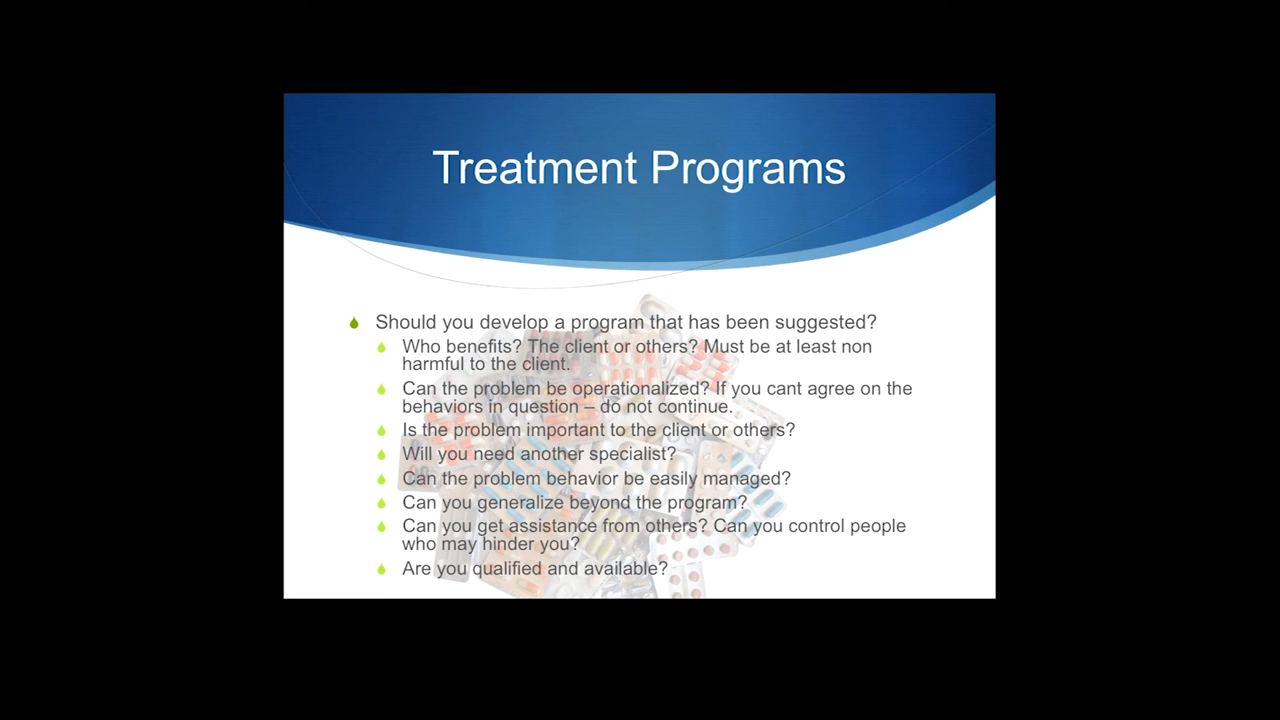 Treatment Programs
Should you develop a program that has been suggested?
Who benefits? The client or others? Must be at least non
harmful to the client.
Can the problem be operationalized? If you cant agree on the
behaviors in question – do not continue.
Is the problem important to the client or others?
Will you need another specialist?
Can the problem behavior be easily managed?
Can you generalize beyond the program?
Can you get assistance from others? Can you control people
who may hinder you?
Are you qualified and available?